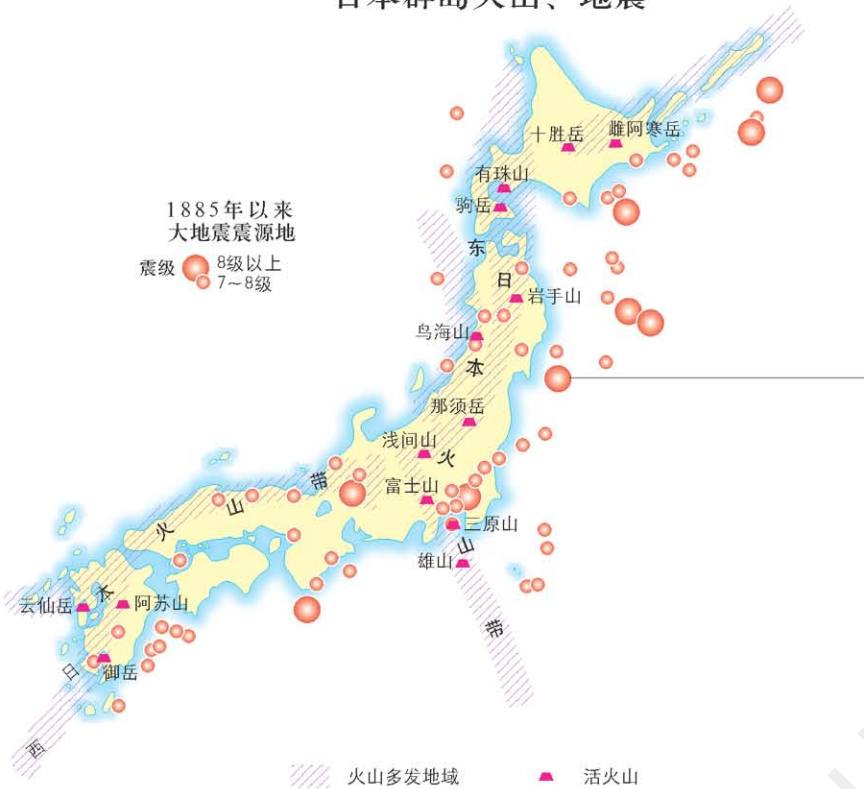 日本群岛火山、地震
1885年以来
大地震震源地
震级
8级以上
7~8级
十胜岳
雌阿寒岳
有珠山
驹岳
岩手山
鸟海山
那须岳
浅间山
富士山
三原山
雄山
云仙岳
阿苏山
御岳
东日本火山带
西日本火山带
火山多发地域
活火山